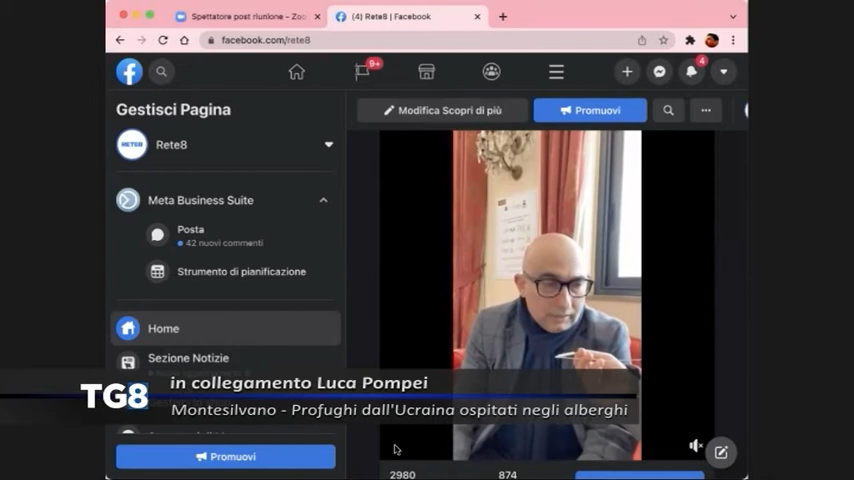 Spettatore post riunione - Zoo
(4) Rete8 | Facebook
facebook.com/rete8
9+
4
Gestisci Pagina
Modifica Scopri di più
Promuovi
RETE8
Rete8
Meta Business Suite
Posta
42 nuovi commenti
Strumento di pianificazione
Home
Sezione Notizie
TG8
in collegamento Luca Pompei
Montesilvano - Profughi dall'Ucraina ospitati negli alberghi
Promuovi
2980
874